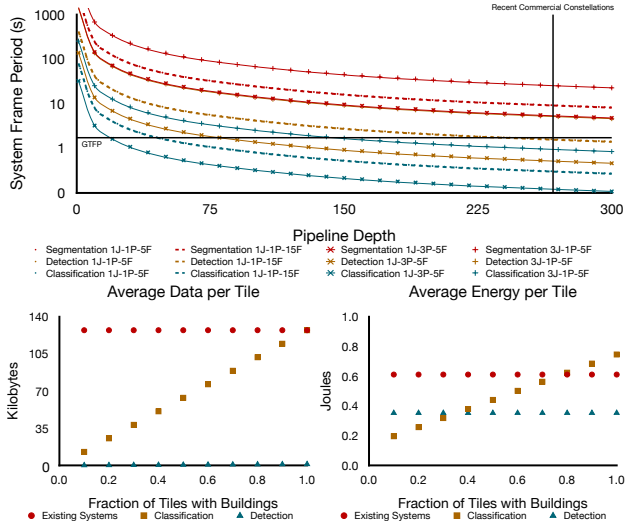 Recent Commercial Constellations
System Frame Period (s)
1000
100
10
1
0
GTFP
0 75 150 225 300
Pipeline Depth
Segmentation 1J-1P-5F Segmentation 1J-1P-15F Segmentation 1J-3P-5F Segmentation 3J-1P-5F
Detection 1J-1P-5F Detection 1J-1P-15F Detection 1J-3P-5F Detection 3J-1P-5F
Classification 1J-1P-5F Classification 1J-1P-15F Classification 1J-3P-5F Classification 3J-1P-5F
Average Data per Tile
Kilobytes
140
105
70
35
0
0.0 0.2 0.4 0.6 0.8 1.0
Fraction of Tiles with Buildings
Existing Systems Classification Detection
Average Energy per Tile
Joules
1.0
0.8
0.6
0.4
0.2
0.0
0.0 0.2 0.4 0.6 0.8 1.0
Fraction of Tiles with Buildings
Existing Systems Classification Detection